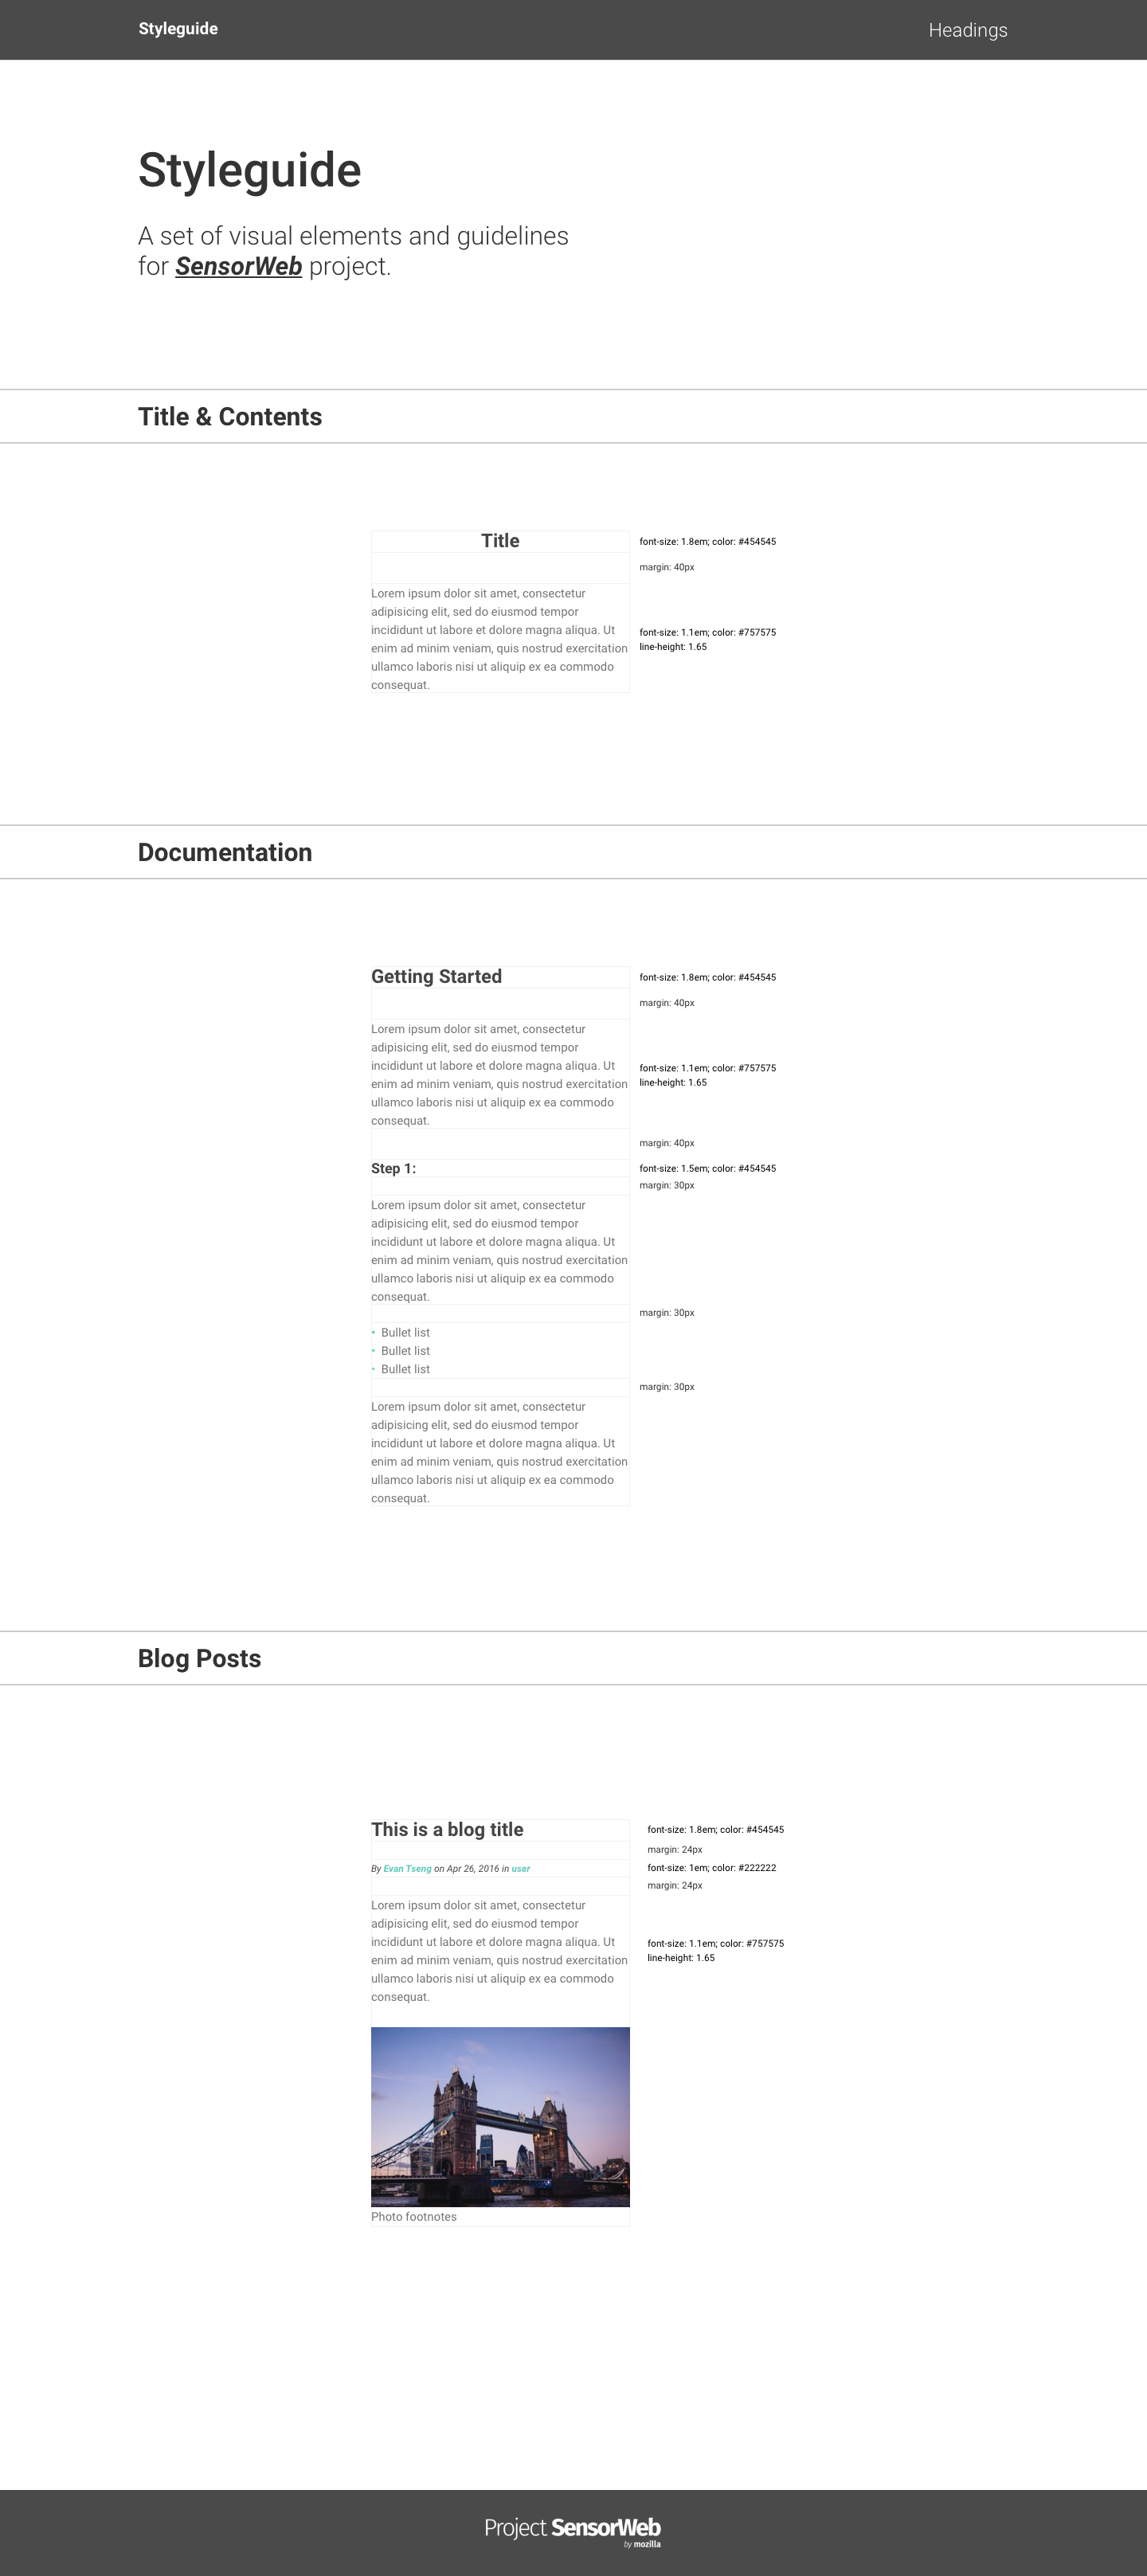 Styleguide
Headings
Styleguide
A set of visual elements and guidelines
for SensorWeb project.
Title & Contents
Title
font-size: 1.8em; color: #454545
margin: 40px
Lorem ipsum dolor sit amet, consectetur
adipisicing elit, sed do eiusmod tempor
incididunt ut labore et dolore magna aliqua. Ut
enim ad minim veniam, quis nostrud exercitation
ullamco laboris nisi ut aliquip ex ea commodo
consequat.
font-size: 1.1em; color: #757575
line-height: 1.65
Documentation
Getting Started
font-size: 1.8em; color: #454545
margin: 40px
Lorem ipsum dolor sit amet, consectetur
adipisicing elit, sed do eiusmod tempor
incididunt ut labore et dolore magna aliqua. Ut
enim ad minim veniam, quis nostrud exercitation
ullamco laboris nisi ut aliquip ex ea commodo
consequat.
font-size: 1.1em; color: #757575
line-height: 1.65
margin: 40px
Step 1:
font-size: 1.5em; color: #454545
margin: 30px
Lorem ipsum dolor sit amet, consectetur
adipisicing elit, sed do eiusmod tempor
incididunt ut labore et dolore magna aliqua. Ut
enim ad minim veniam, quis nostrud exercitation
ullamco laboris nisi ut aliquip ex ea commodo
consequat.
margin: 30px
• Bullet list
• Bullet list
• Bullet list
margin: 30px
Lorem ipsum dolor sit amet, consectetur
adipisicing elit, sed do eiusmod tempor
incididunt ut labore et dolore magna aliqua. Ut
enim ad minim veniam, quis nostrud exercitation
ullamco laboris nisi ut aliquip ex ea commodo
consequat.
Blog Posts
This is a blog title
font-size: 1.8em; color: #454545
margin: 24px
By Evan Tseng on Apr 26, 2016 in user
font-size: 1em; color: #222222
margin: 24px
Lorem ipsum dolor sit amet, consectetur
adipisicing elit, sed do eiusmod tempor
incididunt ut labore et dolore magna aliqua. Ut
enim ad minim veniam, quis nostrud exercitation
ullamco laboris nisi ut aliquip ex ea commodo
consequat.
font-size: 1.1em; color: #757575
line-height: 1.65
Photo footnotes
Project SensorWeb
by mozilla